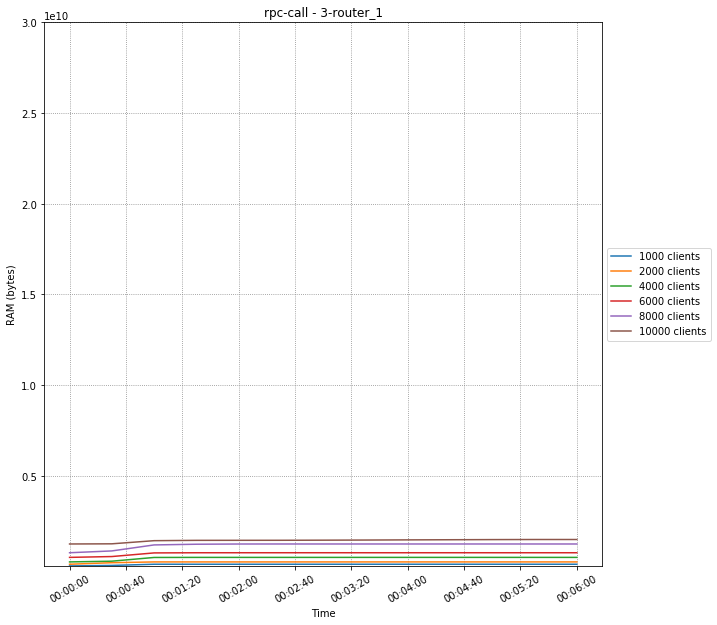 rpc-call - 3-router_1
1e10
3.0
2.5
2.0
1.5
1.0
0.5
RAM (bytes)
00:00:00
00:00:40
00:01:20
00:02:00
00:02:40
00:03:20
00:04:00
00:04:40
00:05:20
00:06:00
Time
1000 clients
2000 clients
4000 clients
6000 clients
8000 clients
10000 clients